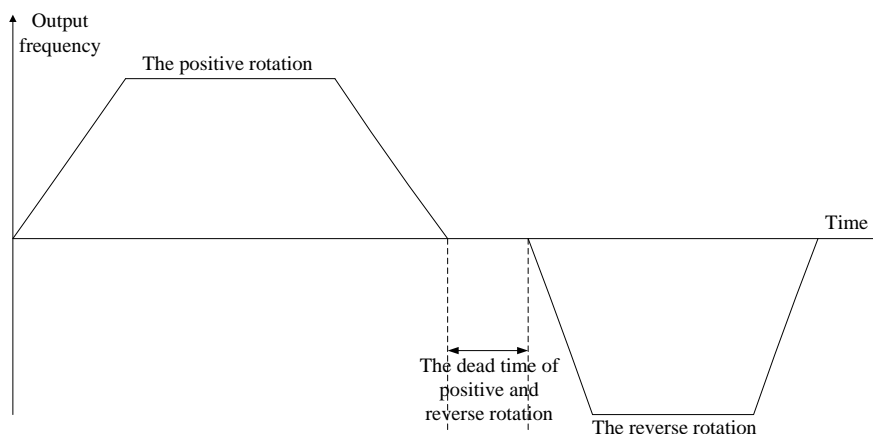 Output
frequency
The positive rotation
Time
The dead time of
positive and
reverse rotation
The reverse rotation